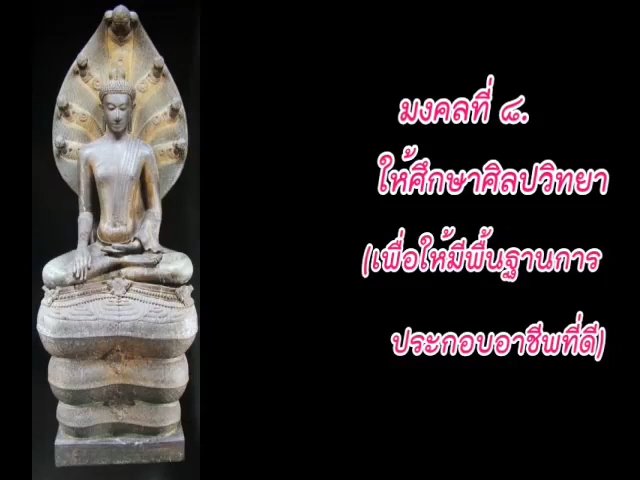 มงคลที่ ๘.
ให้ศึกษาศิลปวิทยา
(เพื่อให้มีพื้นฐานการ
ประกอบอาชีพที่ดี)